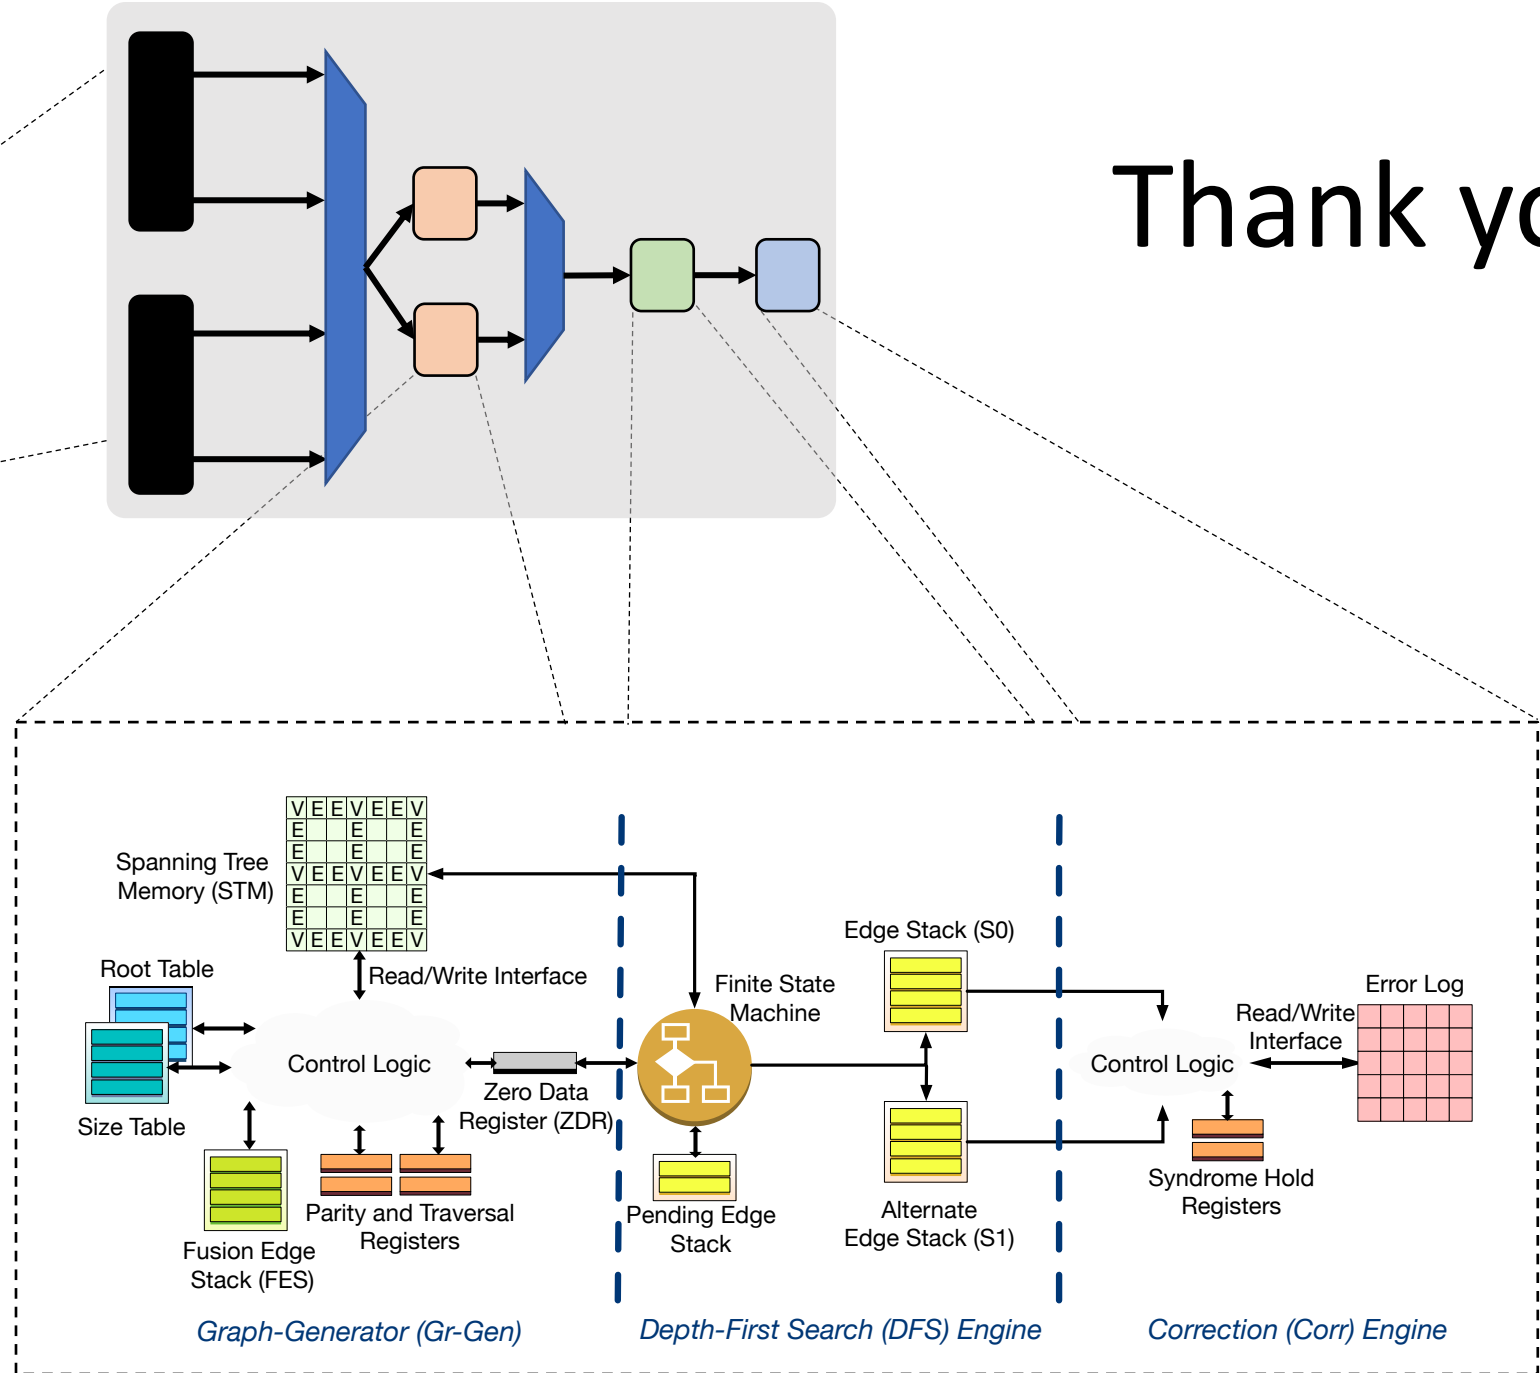 Thank yo
VEEVEEV
E E E
E E E
VEEVEEV
E E E
E E E
VEEVEEV
Spanning Tree
Memory (STM)
Root Table
Read/Write Interface
Control Logic
Size Table
Zero Data
Register (ZDR)
Fusion Edge
Stack (FES)
Parity and Traversal
Registers
Graph-Generator (Gr-Gen)
Finite State
Machine
Edge Stack (S0)
Pending Edge
Stack
Alternate
Edge Stack (S1)
Depth-First Search (DFS) Engine
Control Logic
Read/Write
Interface
Error Log
Syndrome Hold
Registers
Correction (Corr) Engine